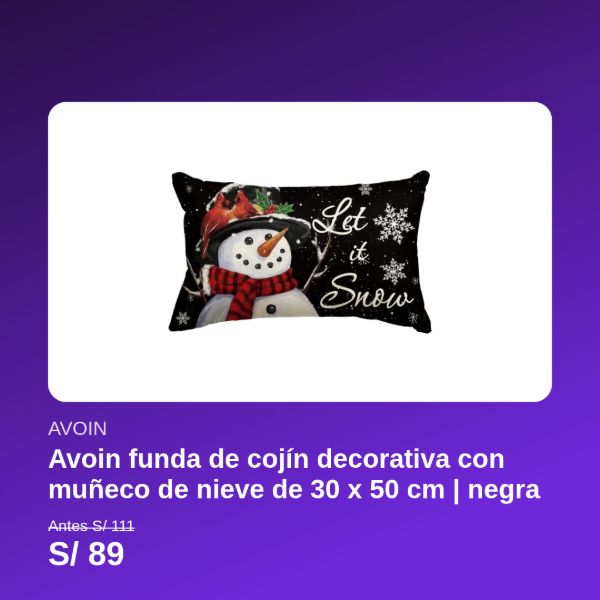 Let
it
Snow
AVOIN
Avoin funda de cojín decorativa con
muñeco de nieve de 30 x 50 cm | negra
Antes S/ 111
S/ 89